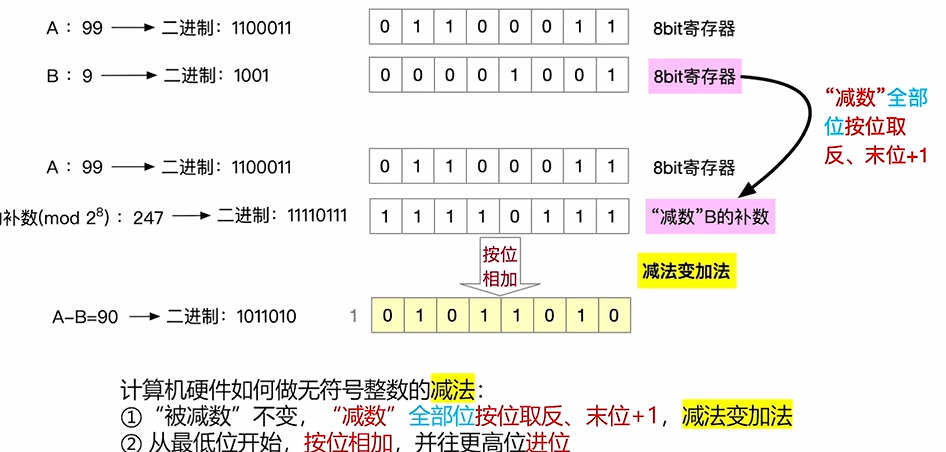 A：99 → 二进制：1100011 0 1 1 0 0 0 1 1 8bit寄存器
B：9 → 二进制：1001 0 0 0 0 1 0 0 1 8bit寄存器
“减数”全部
位按位取
反、末位+1
A：99 → 二进制：1100011 0 1 1 0 0 0 1 1 8bit寄存器
补数(mod 2⁸)：247 → 二进制：11110111 1 1 1 1 0 1 1 1 “减数”B的补数
按位
相加
减法变加法
A-B=90 → 二进制：1011010 1 0 1 0 1 1 0 1 0
计算机硬件如何做无符号整数的减法：
①“被减数”不变，“减数”全部位按位取反、末位+1，减法变加法
② 从最低位开始，按位相加，并往更高位进位